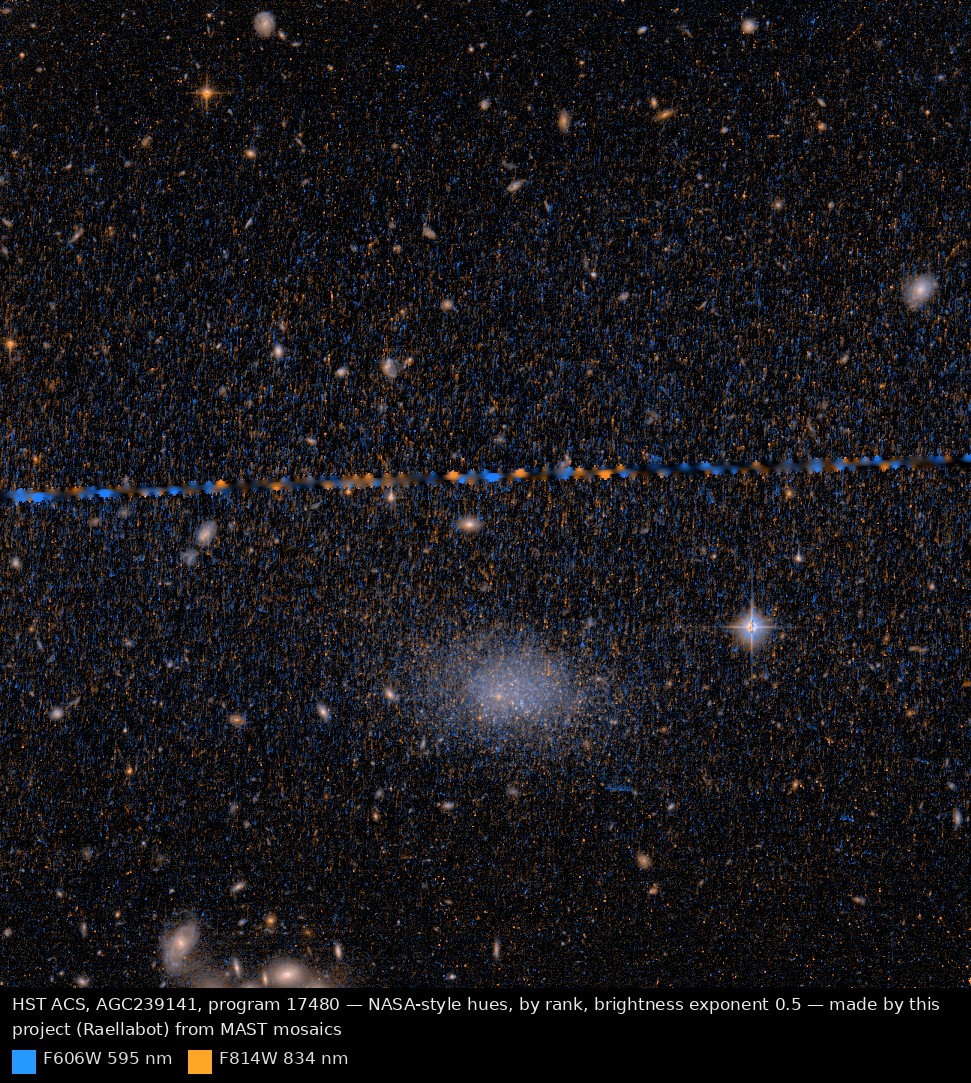 HST ACS, AGC239141, program 17480 — NASA-style hues, by rank, brightness exponent 0.5 — made by this
project (Raellabot) from MAST mosaics
F606W 595 nm F814W 834 nm